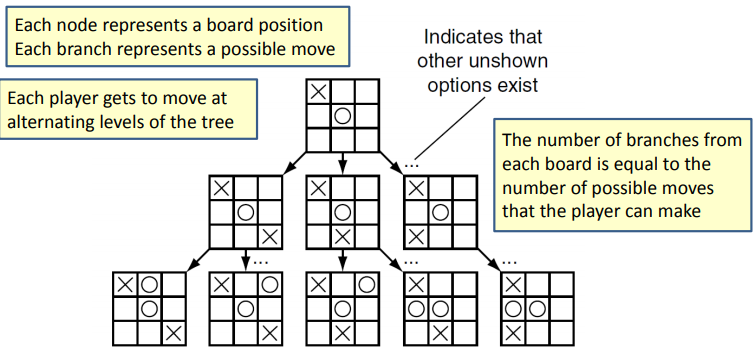 Each node represents a board position
Each branch represents a possible move
Indicates that
other unshown
options exist
Each player gets to move at
alternating levels of the tree
X
O
...
The number of branches from
each board is equal to the
number of possible moves
that the player can make
X X X
O O O
X X X
... ... ...
X O X O X O X X
O O O O O O O
X X X X X